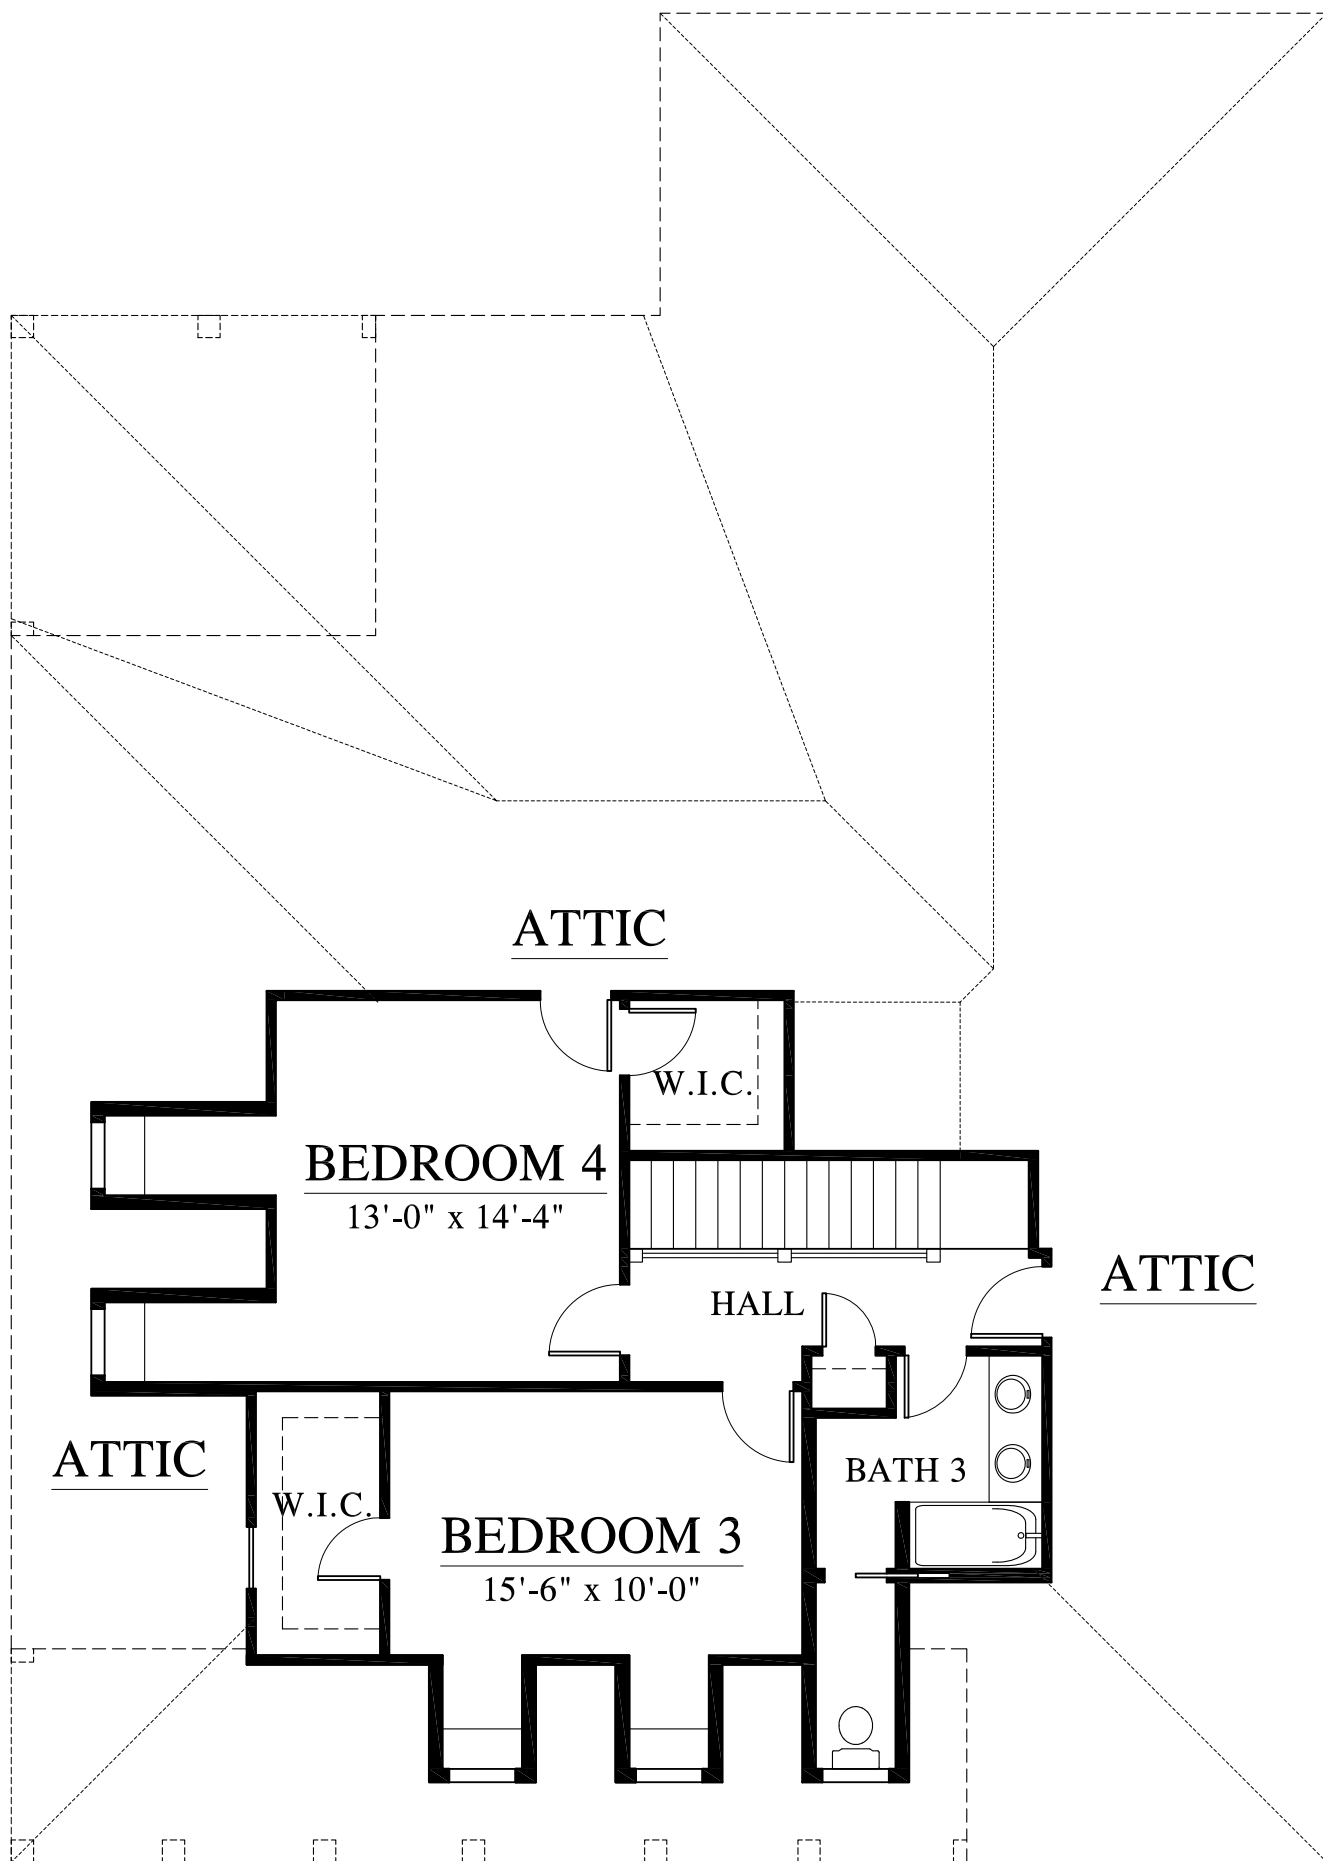 ATTIC
W.I.C.
BEDROOM 4
13'-0" x 14'-4"
ATTIC
HALL
ATTIC
BATH 3
W.I.C.
BEDROOM 3
15'-6" x 10'-0"